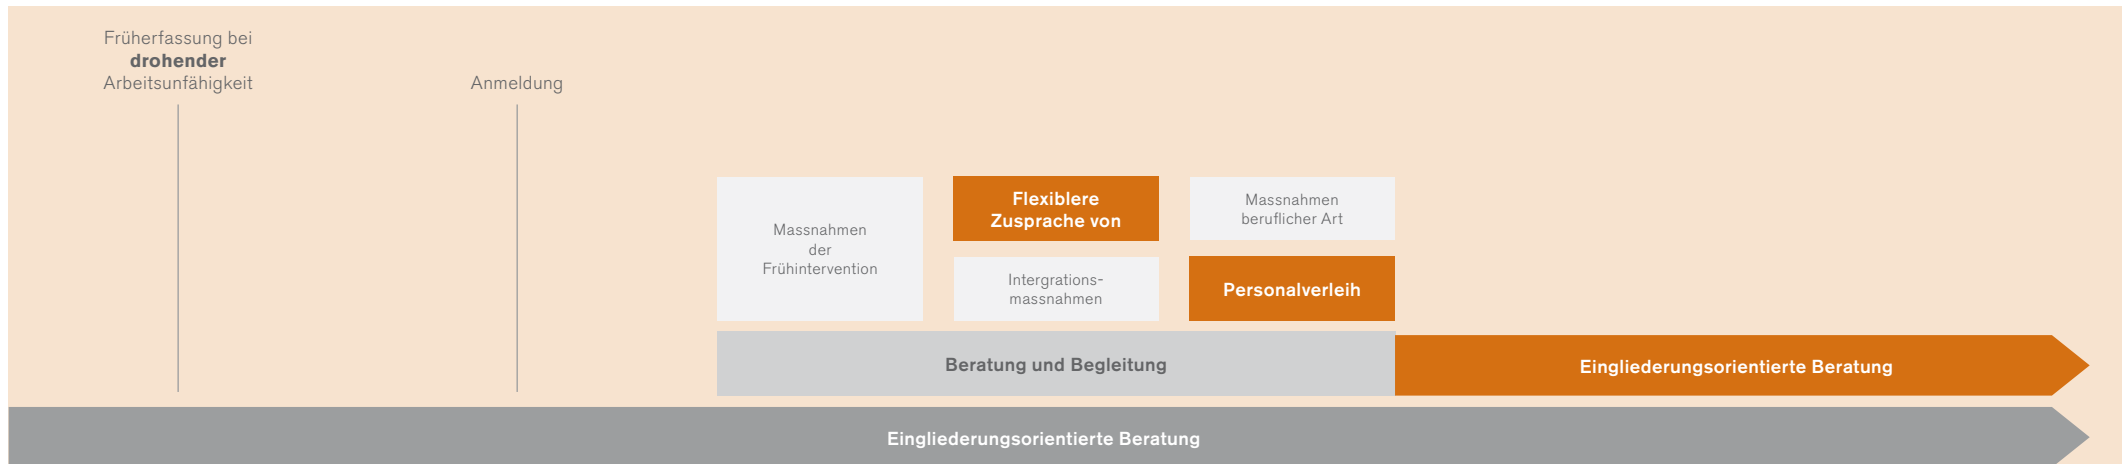 Früherfassung bei
drohender
Arbeitsunfähigkeit
Anmeldung
Massnahmen
der
Frühintervention
Flexiblere
Zusprache von
Intergrations-
massnahmen
Massnahmen
beruflicher Art
Personalverleih
Beratung und Begleitung
Eingliederungsorientierte Beratung
Eingliederungsorientierte Beratung